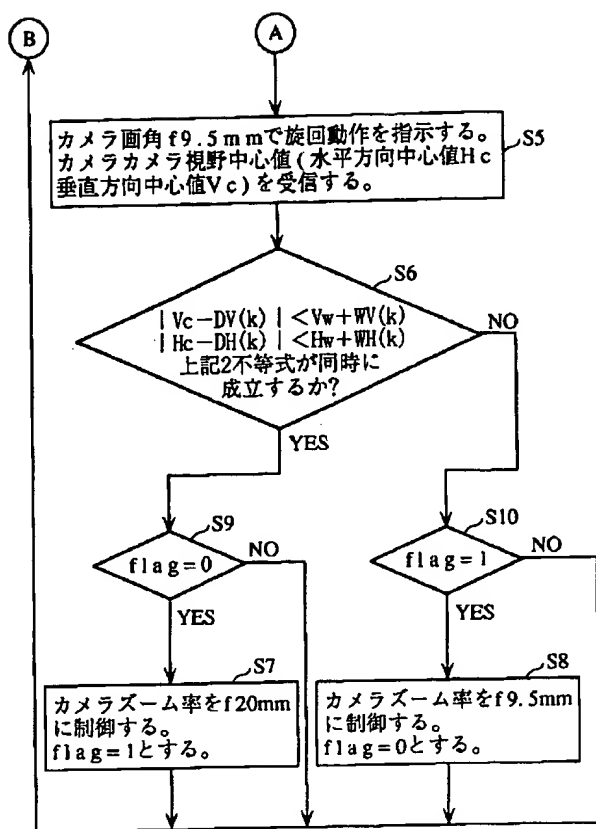 B
A
カメラ画角f9.5mmで旋回動作を指示する。
カメラカメラ視野中心値(水平方向中心値Hc
垂直方向中心値Vc)を受信する。
S5
S6
|Vc-DV(k)|<Vw+WV(k)
|Hc-DH(k)|<Hw+WH(k)
上記2不等式が同時に
成立するか?
NO
YES
S9
flag=0
NO
YES
S10
flag=1
NO
YES
S7
カメラズーム率をf20mm
に制御する。
flag=1とする。
S8
カメラズーム率をf9.5mm
に制御する。
flag=0とする。